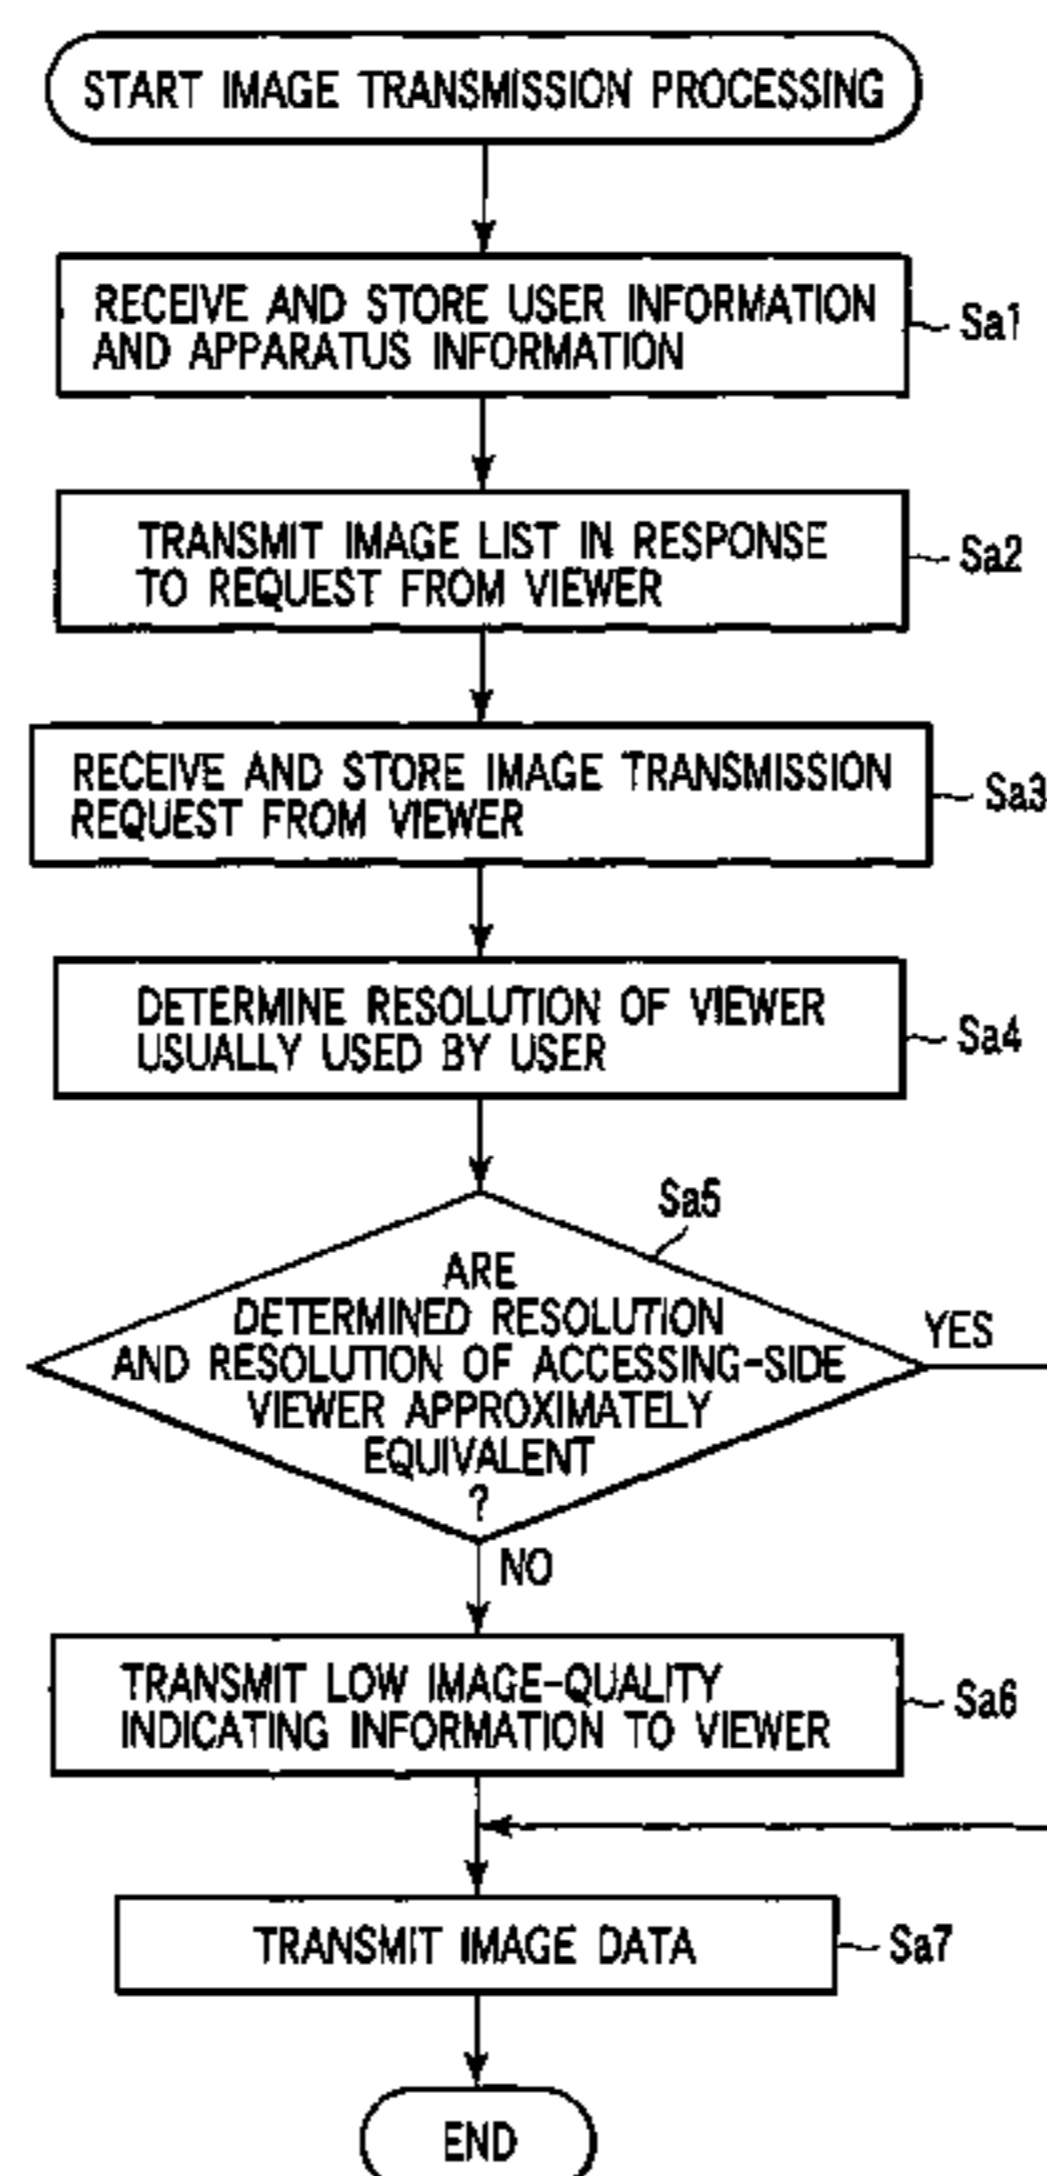 START IMAGE TRANSMISSION PROCESSING
RECEIVE AND STORE USER INFORMATION
AND APPARATUS INFORMATION
Sa1
TRANSMIT IMAGE LIST IN RESPONSE
TO REQUEST FROM VIEWER
Sa2
RECEIVE AND STORE IMAGE TRANSMISSION
REQUEST FROM VIEWER
Sa3
DETERMINE RESOLUTION OF VIEWER
USUALLY USED BY USER
Sa4
Sa5
ARE
DETERMINED RESOLUTION
AND RESOLUTION OF ACCESSING-SIDE
VIEWER APPROXIMATELY
EQUIVALENT
?
YES
NO
TRANSMIT LOW IMAGE-QUALITY
INDICATING INFORMATION TO VIEWER
Sa6
TRANSMIT IMAGE DATA
Sa7
END